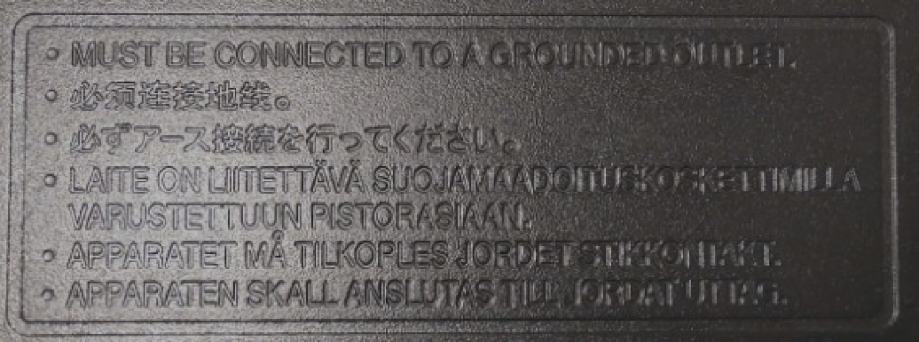 • MUST BE CONNECTED TO A GROUNDED OUTLET.
• 必须连接地线。
• 必ずアース接続を行ってください。
• LAITE ON LIITETTÄVÄ SUOJAMAADOITUSKOSKETTIMILLA
VARUSTETTUUN PISTORASIAAN.
• APPARATET MÅ TILKOPLES JORDET STIKKONTAKT.
• APPARATEN SKALL ANSLUTAS TILL JORDAT UTTAG.